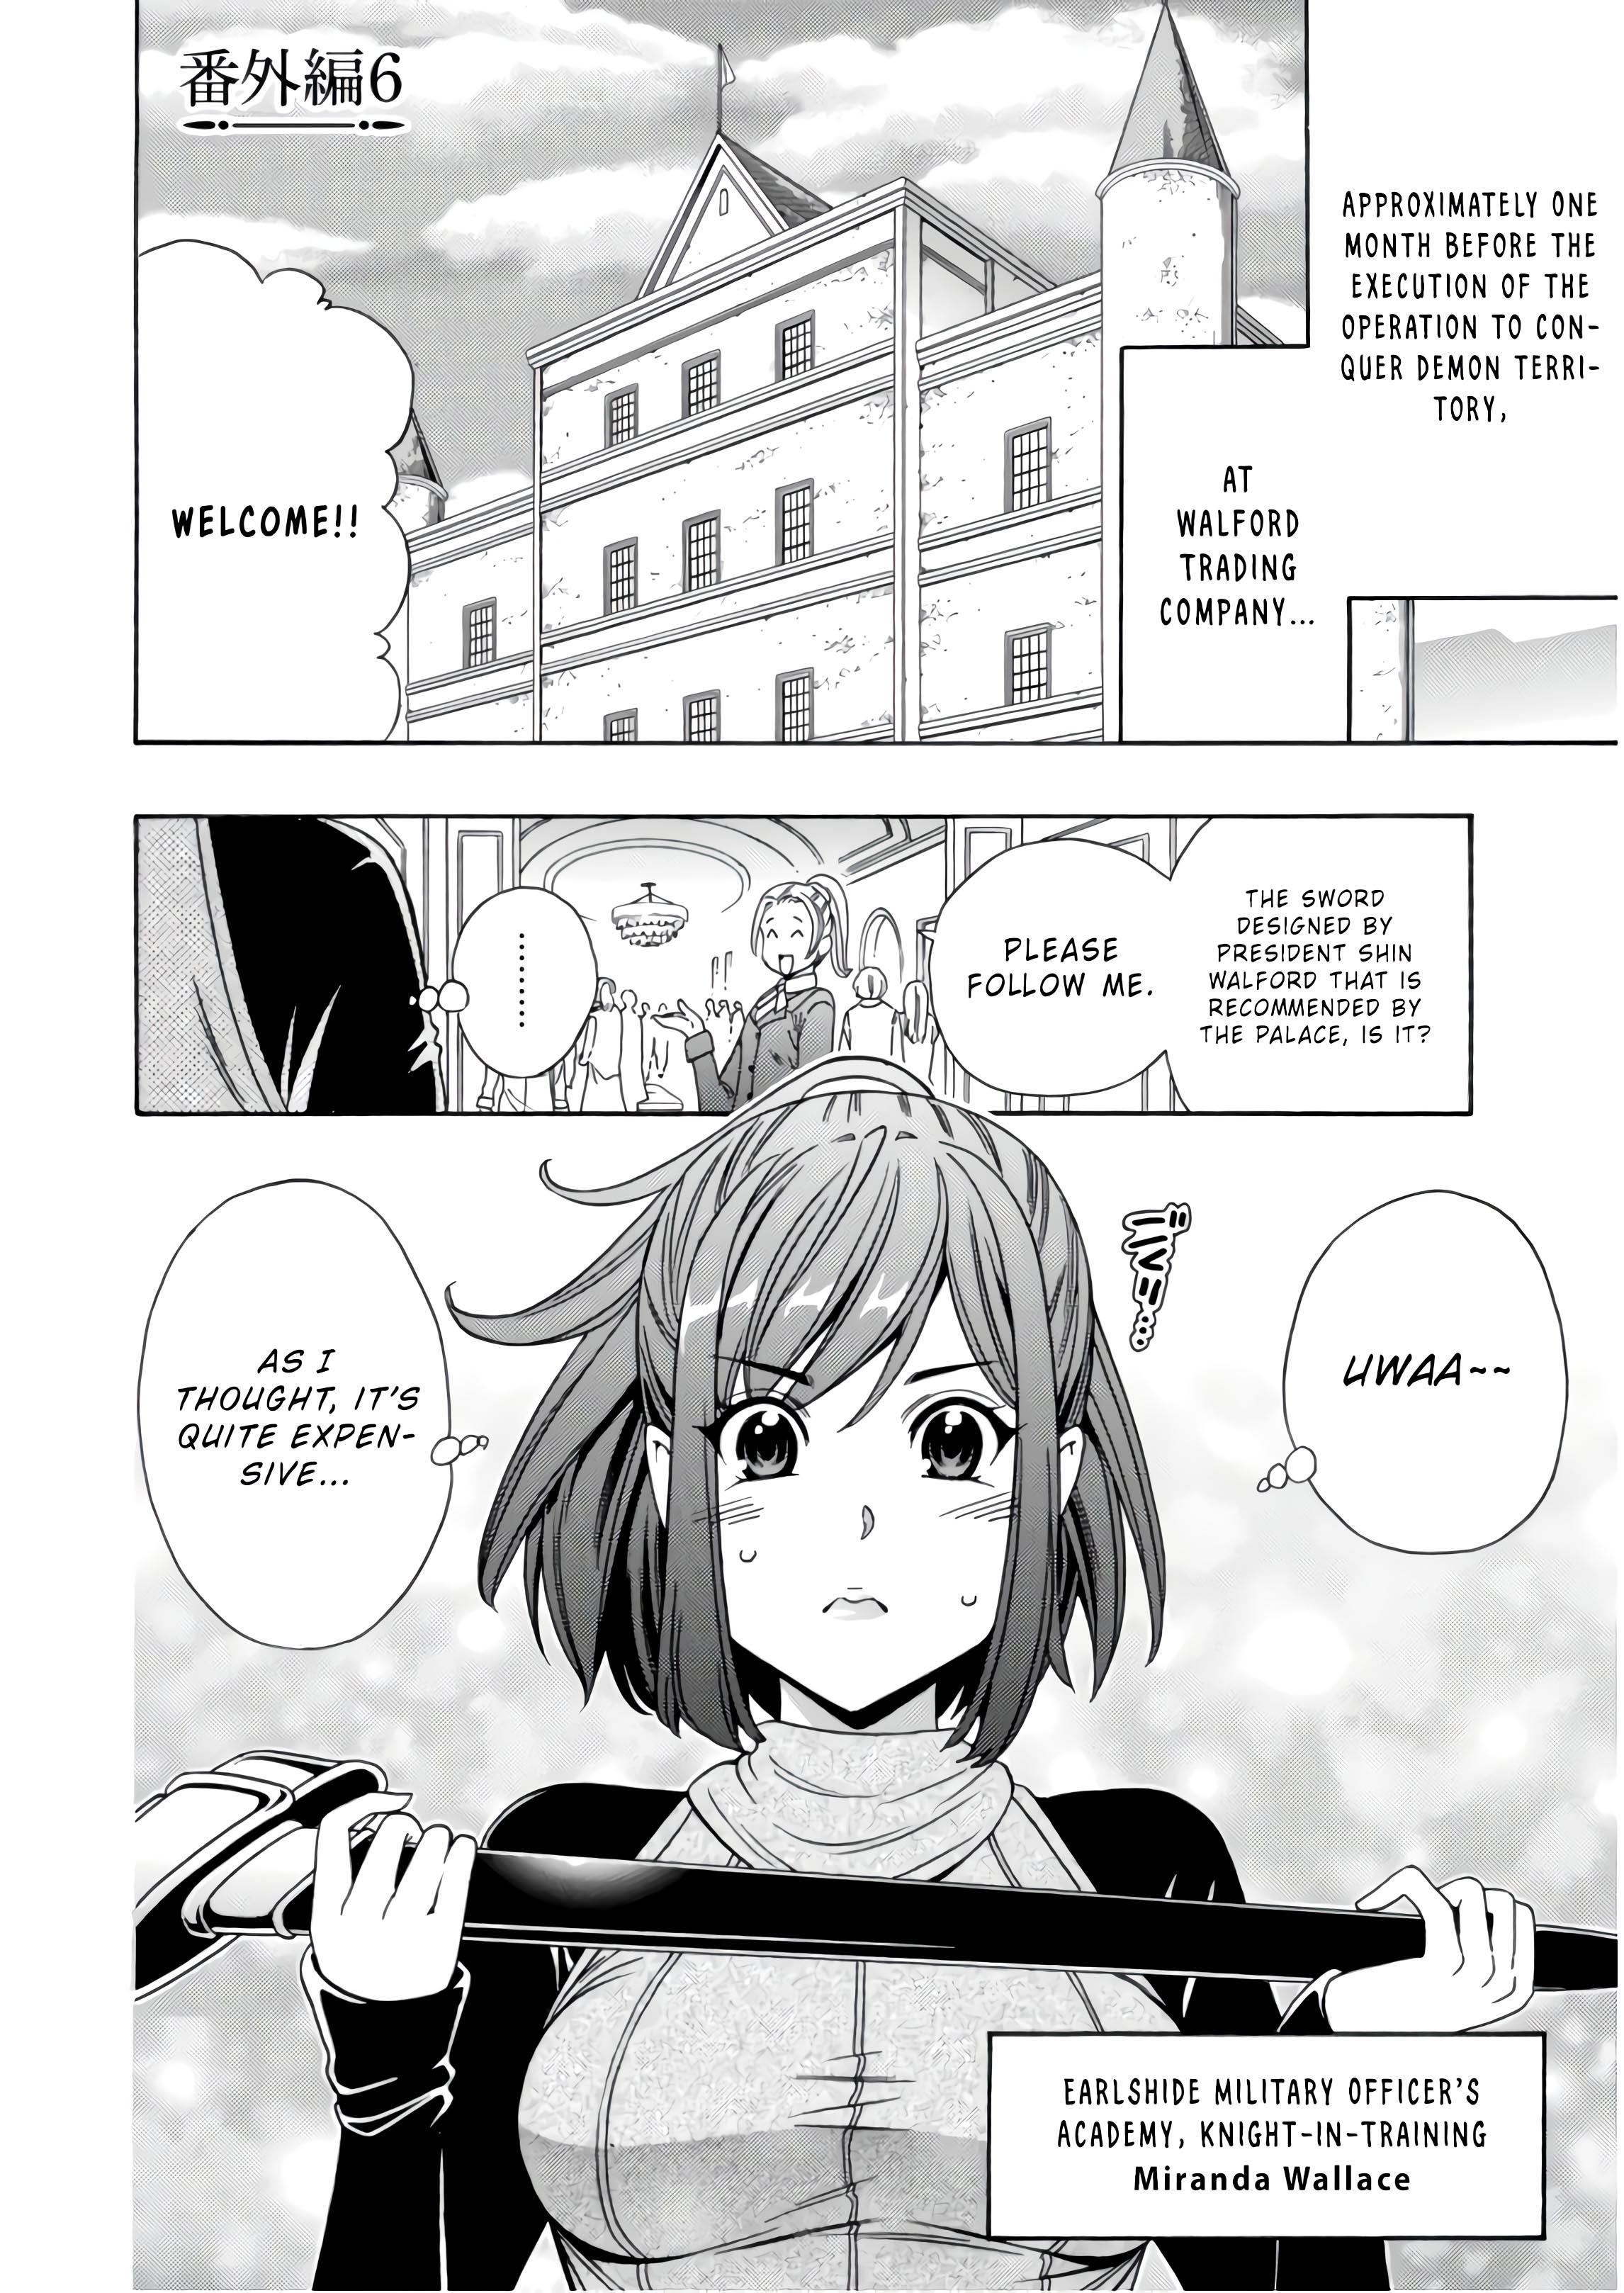 番外編6
APPROXIMATELY ONE
MONTH BEFORE THE
EXECUTION OF THE
OPERATION TO CON-
QUER DEMON TERRI-
TORY,
AT
WALFORD
TRADING
COMPANY...
WELCOME!!
THE SWORD
DESIGNED BY
PRESIDENT SHIN
WALFORD THAT IS
RECOMMENDED BY
THE PALACE, IS IT?
PLEASE
FOLLOW ME.
.........
UWAA~~
AS I
THOUGHT, IT'S
QUITE EXPEN-
SIVE...
EARLSHIDE MILITARY OFFICER'S
ACADEMY, KNIGHT-IN-TRAINING
Miranda Wallace